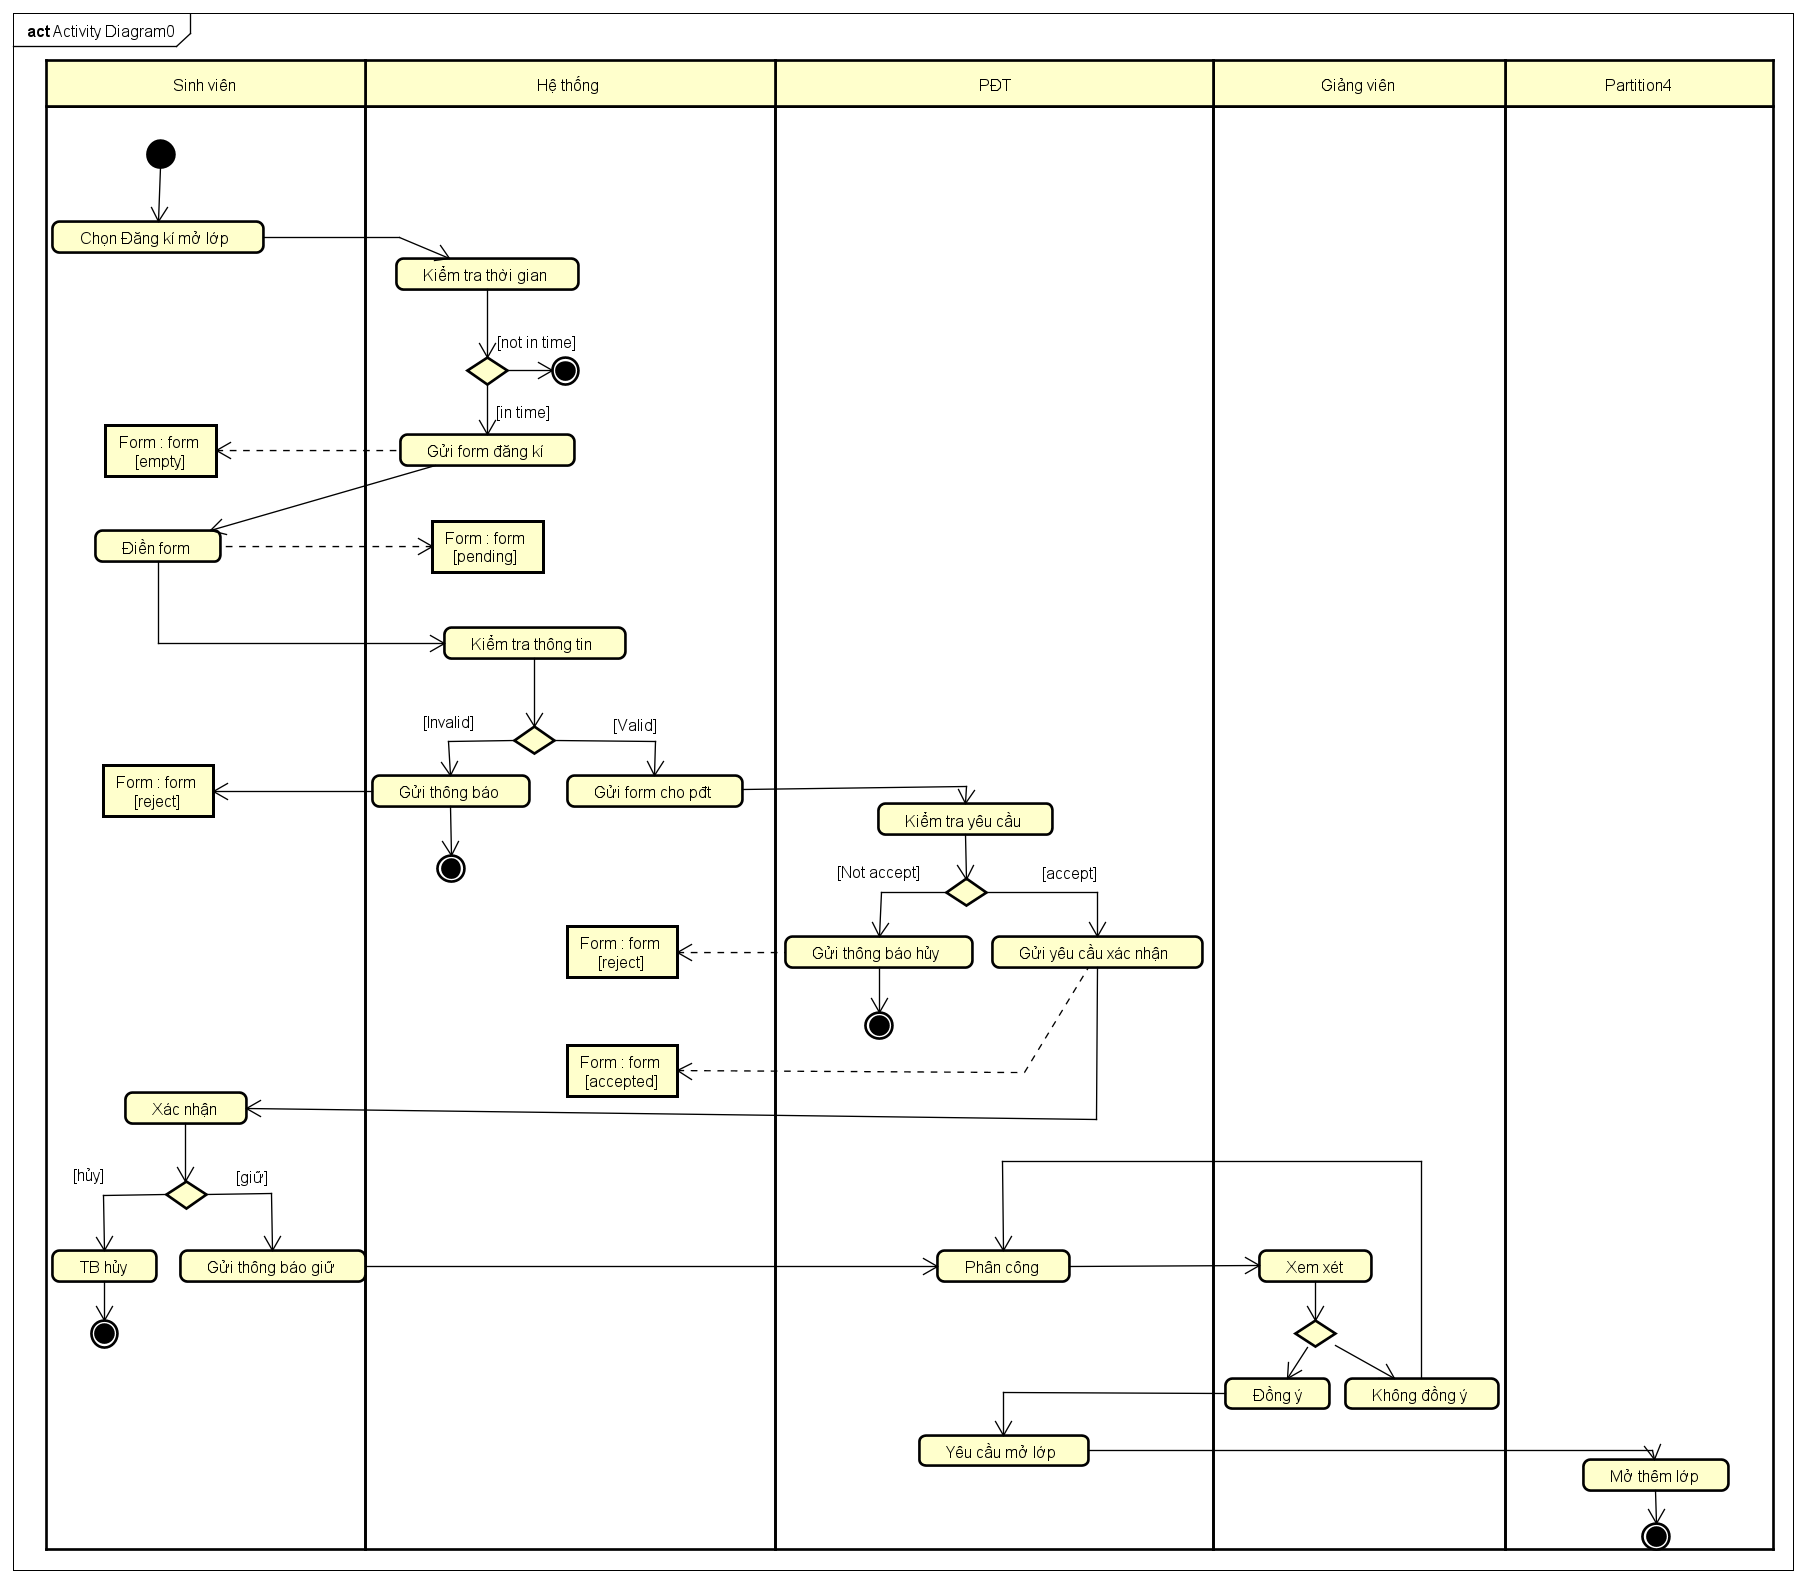 act Activity Diagram0
Sinh viên
Hệ thống
PĐT
Giảng viên
Partition4
Chọn Đăng kí mở lớp
Kiểm tra thời gian
[not in time]
[in time]
Form : form
[empty]
Gửi form đăng kí
Điền form
Form : form
[pending]
Kiểm tra thông tin
[Invalid]
[Valid]
Form : form
[reject]
Gửi thông báo
Gửi form cho pđt
Kiểm tra yêu cầu
[Not accept]
[accept]
Form : form
[reject]
Gửi thông báo hủy
Gửi yêu cầu xác nhận
Form : form
[accepted]
Xác nhận
[hủy]
[giữ]
TB hủy
Gửi thông báo giữ
Phân công
Xem xét
Đồng ý
Không đồng ý
Yêu cầu mở lớp
Mở thêm lớp